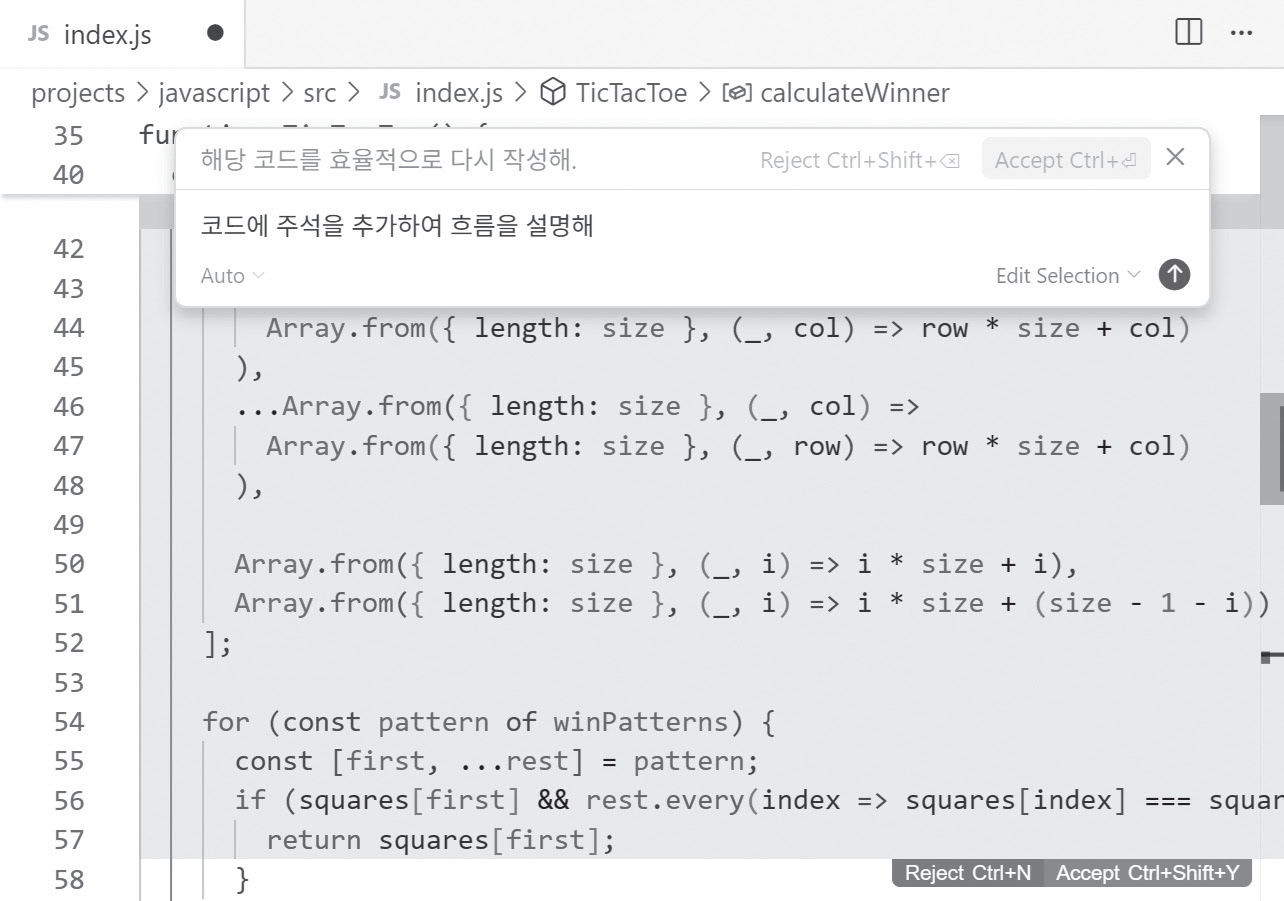 JS index.js ●
projects > javascript > src > JS index.js > TicTacToe > calculateWinner
35
40
해당 코드를 효율적으로 다시 작성해.
Reject Ctrl+Shift+⌫ Accept Ctrl+⏎
코드에 주석을 추가하여 흐름을 설명해
Auto
Edit Selection
42
43
44 Array.from({ length: size }, (_, col) => row * size + col)
45 ),
46 ...Array.from({ length: size }, (_, col) =>
47 Array.from({ length: size }, (_, row) => row * size + col)
48 ),
49
50 Array.from({ length: size }, (_, i) => i * size + i),
51 Array.from({ length: size }, (_, i) => i * size + (size - 1 - i))
52 ];
53
54 for (const pattern of winPatterns) {
55 const [first, ...rest] = pattern;
56 if (squares[first] && rest.every(index => squares[index] ===
57 return squares[first];
58 }
Reject Ctrl+N Accept Ctrl+Shift+Y